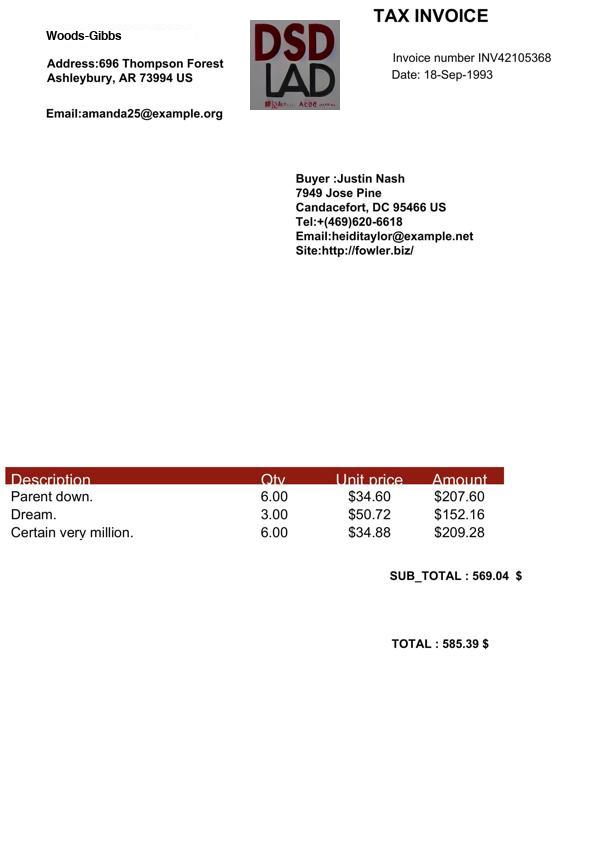 TAX INVOICE
Woods-Gibbs
Invoice number INV42105368
Address:696 Thompson Forest
Ashleybury, AR 73994 US
Date: 18-Sep-1993
Email:amanda25@example.org
DSD
LAD
Buyer :Justin Nash
7949 Jose Pine
Candacefort, DC 95466 US
Tel:+(469)620-6618
Email:heiditaylor@example.net
Site:http://fowler.biz/
Description Qty Unit price Amount
Parent down. 6.00 $34.60 $207.60
Dream. 3.00 $50.72 $152.16
Certain very million. 6.00 $34.88 $209.28
SUB_TOTAL : 569.04 $
TOTAL : 585.39 $